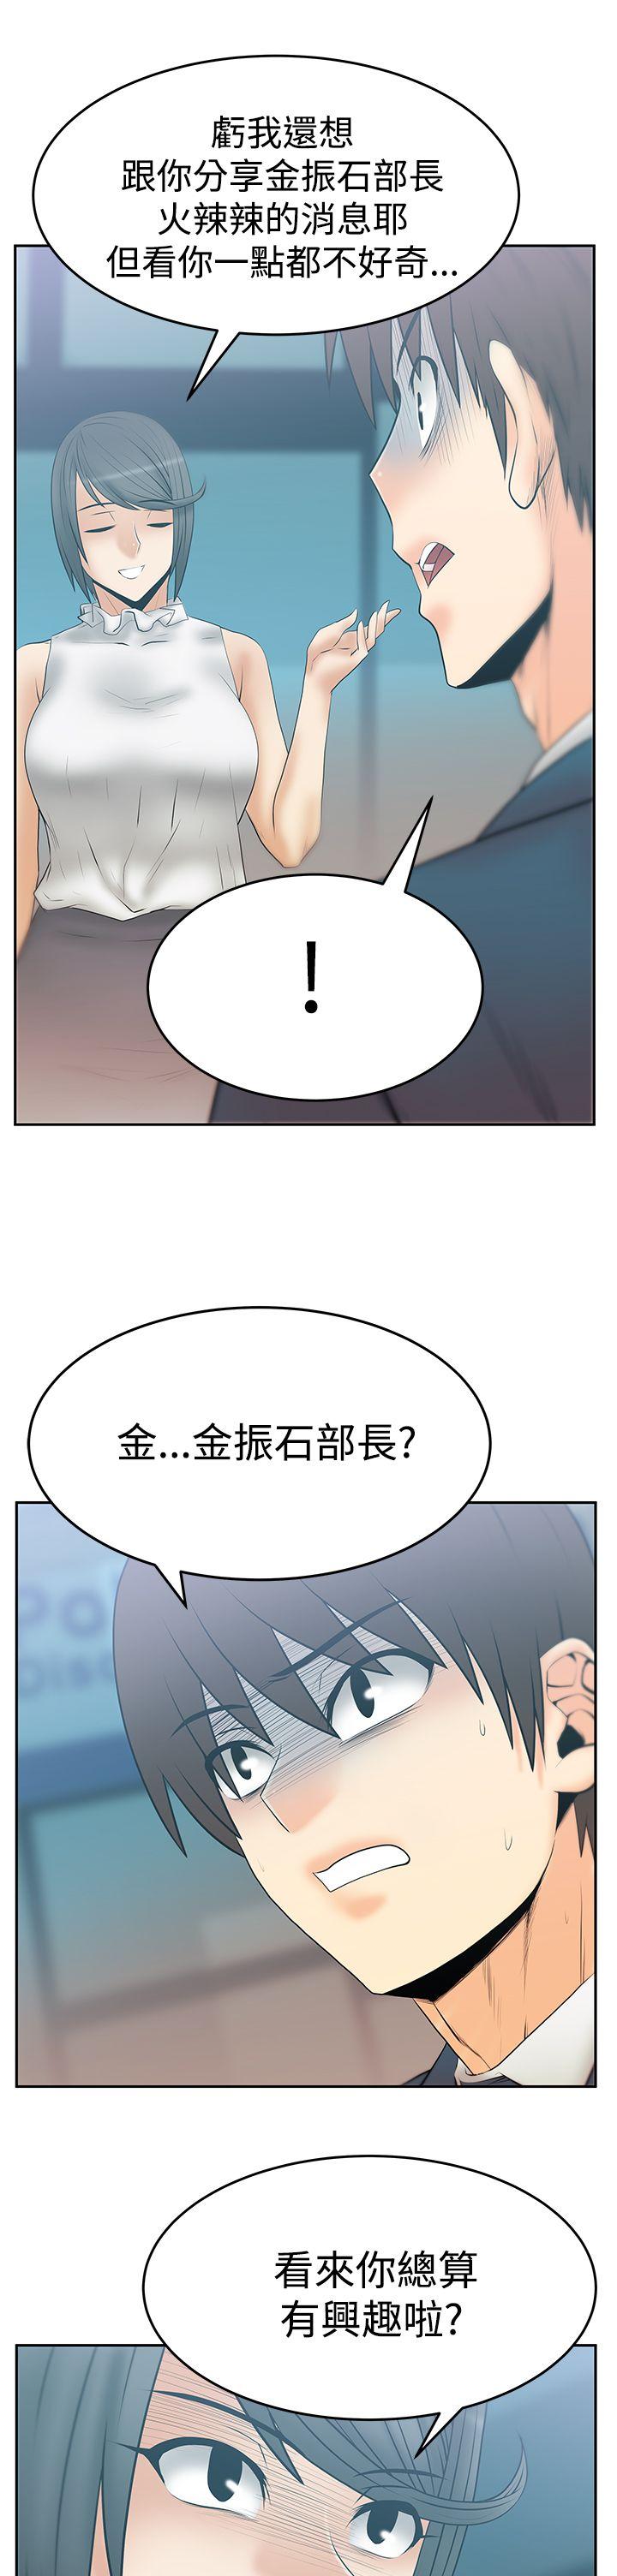 虧我還想
跟你分享金振石部長
火辣辣的消息耶
但看你一點都不好奇...
!
金...金振石部長?
看來你總算
有興趣啦?